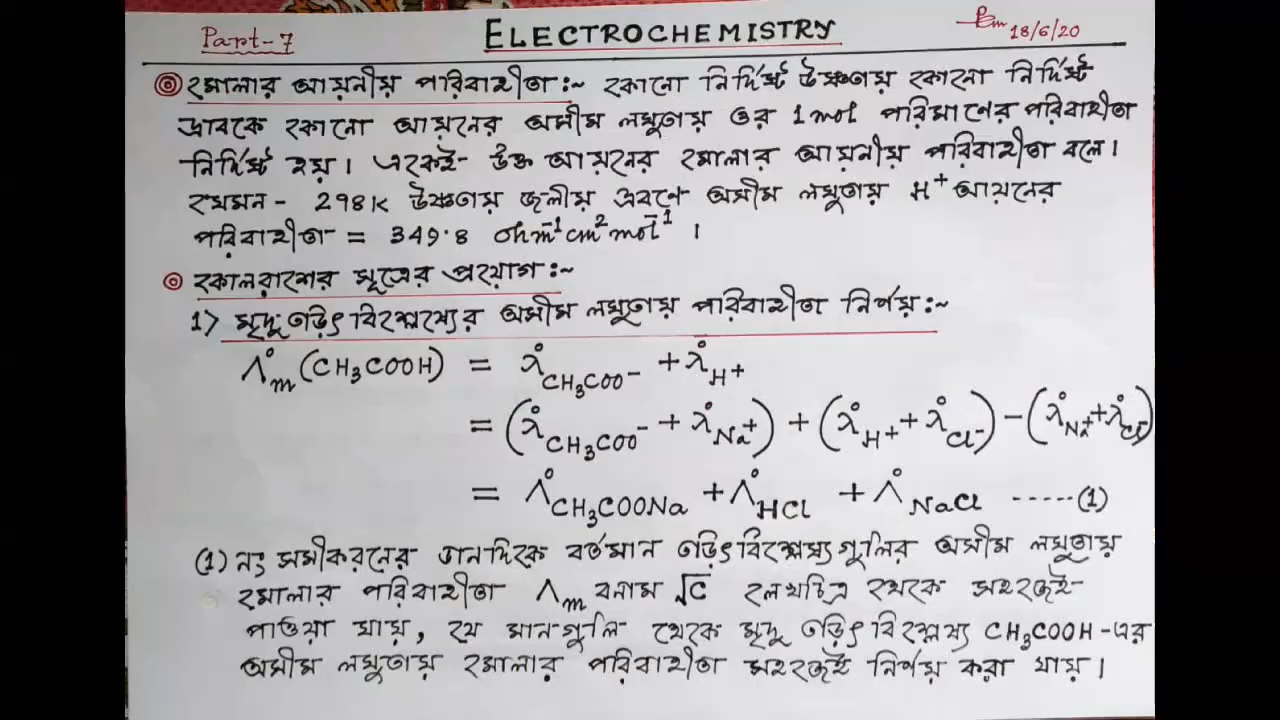 Part-7
ELECTROCHEMISTRY
18/6/20
মোলার আয়নীয় পরিবাহীতা :~ কোনো নির্দিষ্ট উষ্ণতায় কোনো নির্দিষ্ট
দ্রাবকে কোনো আয়নের অসীম লঘুতায় ওর 1 mol পরিমাণের পরিবাহীতা
নির্দিষ্ট হয়। একেই উক্ত আয়নের মোলার আয়নীয় পরিবাহীতা বলে।
যেমন - 298K উষ্ণতায় জলীয় দ্রবণে অসীম লঘুতায় H⁺ আয়নের
পরিবাহীতা = 349.8 ohm⁻¹cm²mol⁻¹ ।
কোলরাশের সূত্রের প্রয়োগ :~
1> মৃদু তড়িৎ বিশ্লেষ্যের অসীম লঘুতায় পরিবাহীতা নির্ণয় :~
Λ°m (CH₃COOH) = λ°CH₃COO⁻ + λ°H⁺
= (λ°CH₃COO⁻ + λ°Na⁺) + (λ°H⁺ + λ°Cl⁻) − (λ°Na⁺ + λ°Cl⁻)
= Λ°CH₃COONa + Λ°HCl + Λ°NaCl -----(1)
(1) নং সমীকরনের ডানদিকে বর্তমান তড়িৎবিশ্লেষ্যগুলির অসীম লঘুতায়
মোলার পরিবাহীতা Λm বনাম √C লেখচিত্র থেকে সহজেই
পাওয়া যায়, যে মানগুলি থেকে মৃদু তড়িৎ বিশ্লেষ্য CH₃COOH-এর
অসীম লঘুতায় মোলার পরিবাহীতা সহজেই নির্ণয় করা যায়।